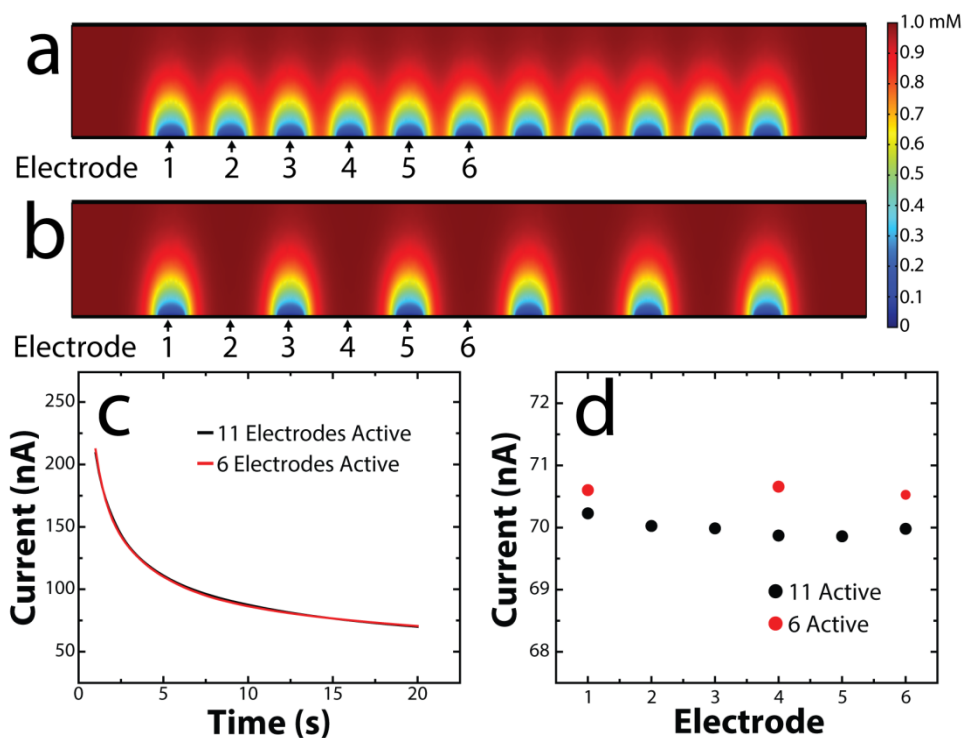 a
1.0 mM
0.9
0.8
0.7
0.6
0.5
0.4
0.3
0.2
0.1
0
Electrode 1 2 3 4 5 6
b
Electrode 1 2 3 4 5 6
c
11 Electrodes Active
6 Electrodes Active
Current (nA)
250
200
150
100
50
0 5 10 15 20
Time (s)
d
11 Active
6 Active
Current (nA)
72
71
70
69
68
1 2 3 4 5 6
Electrode